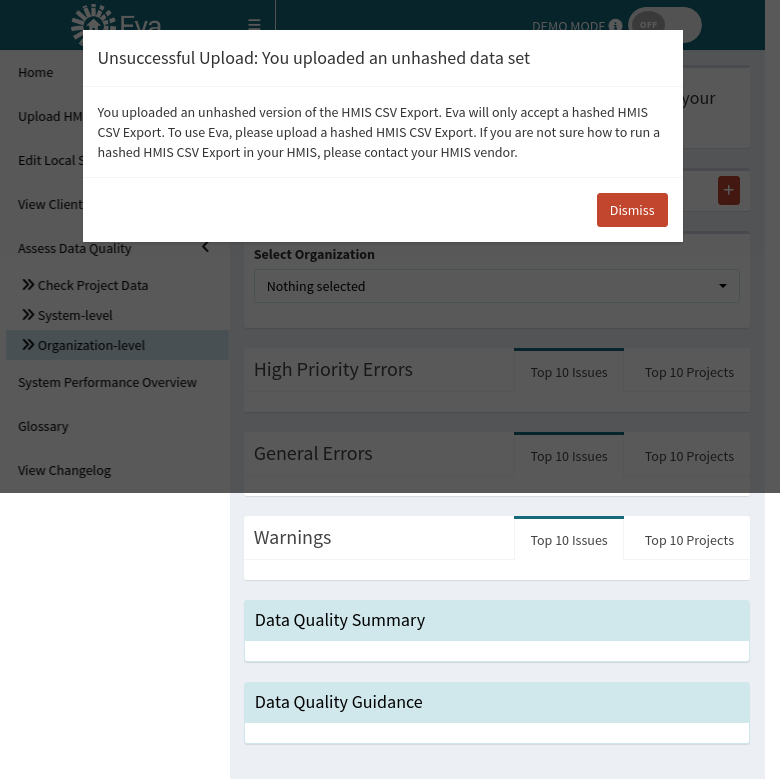 Eva
DEMO MODE
OFF
Unsuccessful Upload: You uploaded an unhashed data set
You uploaded an unhashed version of the HMIS CSV Export. Eva will only accept a hashed HMIS
CSV Export. To use Eva, please upload a hashed HMIS CSV Export. If you are not sure how to run a
hashed HMIS CSV Export in your HMIS, please contact your HMIS vendor.
Dismiss
your
+
Home
Upload HM
Edit Local S
View Client
Assess Data Quality
Check Project Data
System-level
Organization-level
System Performance Overview
Glossary
View Changelog
Select Organization
Nothing selected
High Priority Errors
Top 10 Issues
Top 10 Projects
General Errors
Top 10 Issues
Top 10 Projects
Warnings
Top 10 Issues
Top 10 Projects
Data Quality Summary
Data Quality Guidance